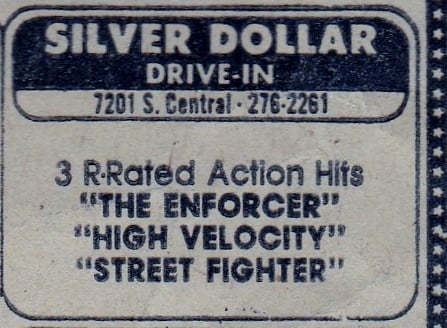 SILVER DOLLAR
DRIVE-IN
7201 S. Central · 276-2261
3 R-Rated Action Hits
"THE ENFORCER"
"HIGH VELOCITY"
"STREET FIGHTER"